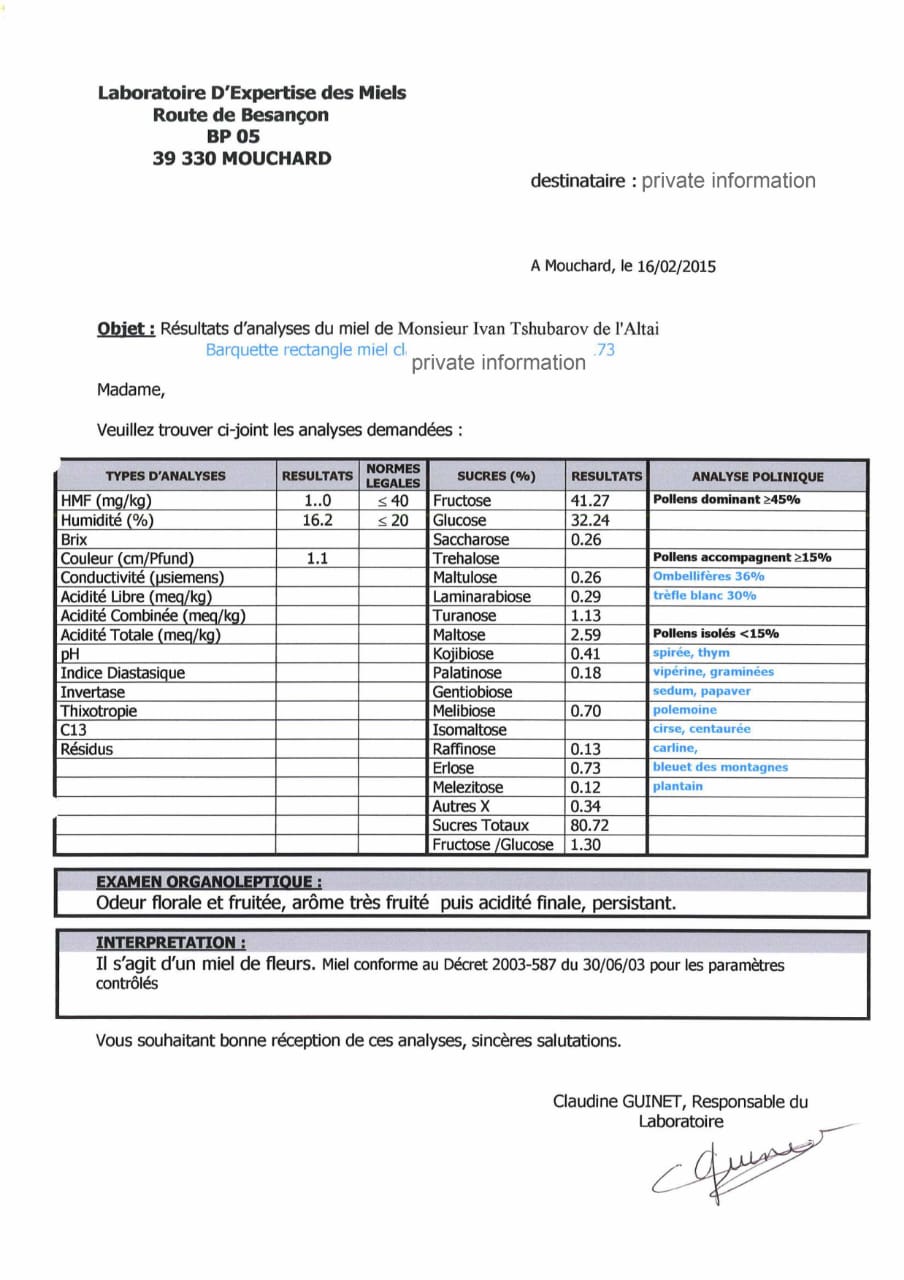 Laboratoire D'Expertise des Miels
Route de Besançon
BP 05
39 330 MOUCHARD
destinataire : private information
A Mouchard, le 16/02/2015
Objet : Résultats d'analyses du miel de Monsieur Ivan Tshubarov de l'Altai
Barquette rectangle miel cl private information .73
Madame,
Veuillez trouver ci-joint les analyses demandées :
TYPES D'ANALYSES RESULTATS NORMES LEGALES SUCRES (%) RESULTATS ANALYSE POLINIQUE
HMF (mg/kg) 1..0 ≤ 40 Fructose 41.27 Pollens dominant ≥45%
Humidité (%) 16.2 ≤ 20 Glucose 32.24
Brix Saccharose 0.26
Couleur (cm/Pfund) 1.1 Trehalose Pollens accompagnent ≥15%
Conductivité (µsiemens) Maltulose 0.26 Ombellifères 36%
Acidité Libre (meq/kg) Laminarabiose 0.29 trèfle blanc 30%
Acidité Combinée (meq/kg) Turanose 1.13
Acidité Totale (meq/kg) Maltose 2.59 Pollens isolés <15%
pH Kojibiose 0.41 spirée, thym
Indice Diastasique Palatinose 0.18 vipérine, graminées
Invertase Gentiobiose sedum, papaver
Thixotropie Melibiose 0.70 polemoine
C13 Isomaltose cirse, centaurée
Résidus Raffinose 0.13 carline,
Erlose 0.73 bleuet des montagnes
Melezitose 0.12 plantain
Autres X 0.34
Sucres Totaux 80.72
Fructose /Glucose 1.30
EXAMEN ORGANOLEPTIQUE :
Odeur florale et fruitée, arôme très fruité puis acidité finale, persistant.
INTERPRETATION :
Il s'agit d'un miel de fleurs. Miel conforme au Décret 2003-587 du 30/06/03 pour les paramètres
contrôlés
Vous souhaitant bonne réception de ces analyses, sincères salutations.
Claudine GUINET, Responsable du
Laboratoire